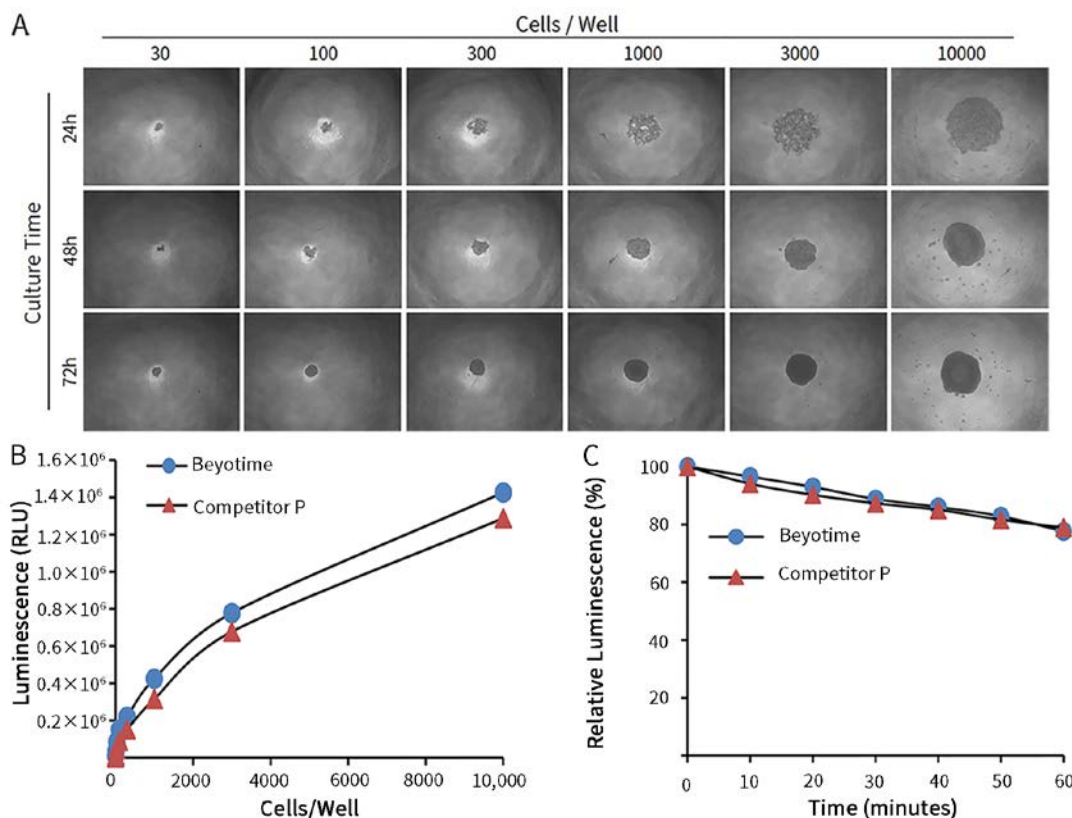 A
Cells / Well
30 100 300 1000 3000 10000
Culture Time
24h
48h
72h
B
1.6×10⁶
1.4×10⁶
1.2×10⁶
1.0×10⁶
0.8×10⁶
0.6×10⁶
0.4×10⁶
0.2×10⁶
Luminescence (RLU)
Beyotime
Competitor P
0 2000 4000 6000 8000 10,000
Cells/Well
C
100
80
60
40
20
Relative Luminescence (%)
Beyotime
Competitor P
0 10 20 30 40 50 60
Time (minutes)